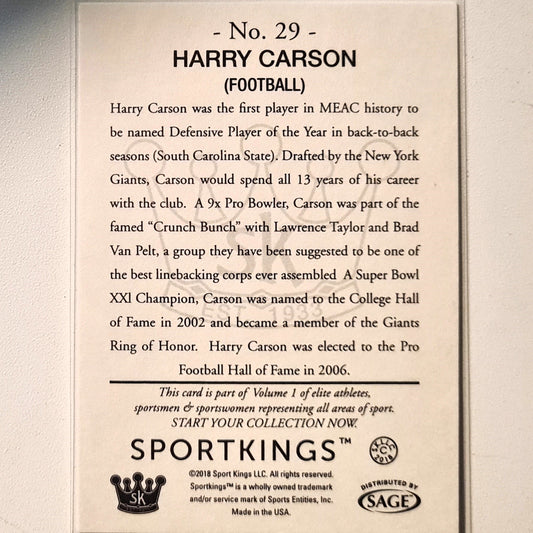 - No. 29 -
HARRY CARSON
(FOOTBALL)
Harry Carson was the first player in MEAC history to
be named Defensive Player of the Year in back-to-back
seasons (South Carolina State). Drafted by the New York
Giants, Carson would spend all 13 years of his career
with the club. A 9x Pro Bowler, Carson was part of the
famed “Crunch Bunch” with Lawrence Taylor and Brad
Van Pelt, a group they have been suggested to be one of
the best linebacking corps ever assembled A Super Bowl
XXl Champion, Carson was named to the College Hall
of Fame in 2002 and became a member of the Giants
Ring of Honor. Harry Carson was elected to the Pro
Football Hall of Fame in 2006.
SK
EST. 1933
This card is part of Volume 1 of elite athletes,
sportsmen & sportswomen representing all areas of sport.
START YOUR COLLECTION NOW.
SPORTKINGS™
SKLLC
©
2018
©2018 Sport Kings LLC. All rights reserved.
Sportkings™ is a wholly owned trademark
and/or service mark of Sports Entities, Inc.
Made in the USA.
SK
DISTRIBUTED BY
SAGE™